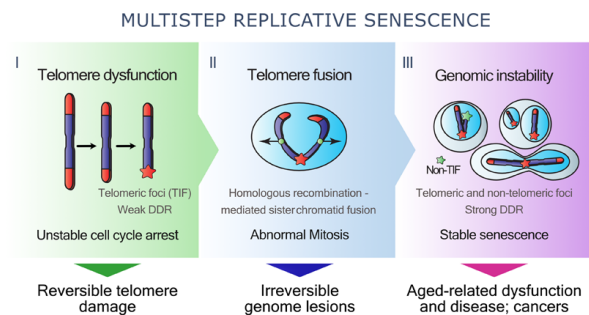 MULTISTEP REPLICATIVE SENESCENCE
I
Telomere dysfunction
Telomeric foci (TIF)
Weak DDR
Unstable cell cycle arrest
Reversible telomere
damage
II
Telomere fusion
Homologous recombination -
mediated sister chromatid fusion
Abnormal Mitosis
Irreversible
genome lesions
III
Genomic instability
Non-TIF
Telomeric and non-telomeric foci
Strong DDR
Stable senescence
Aged-related dysfunction
and disease; cancers